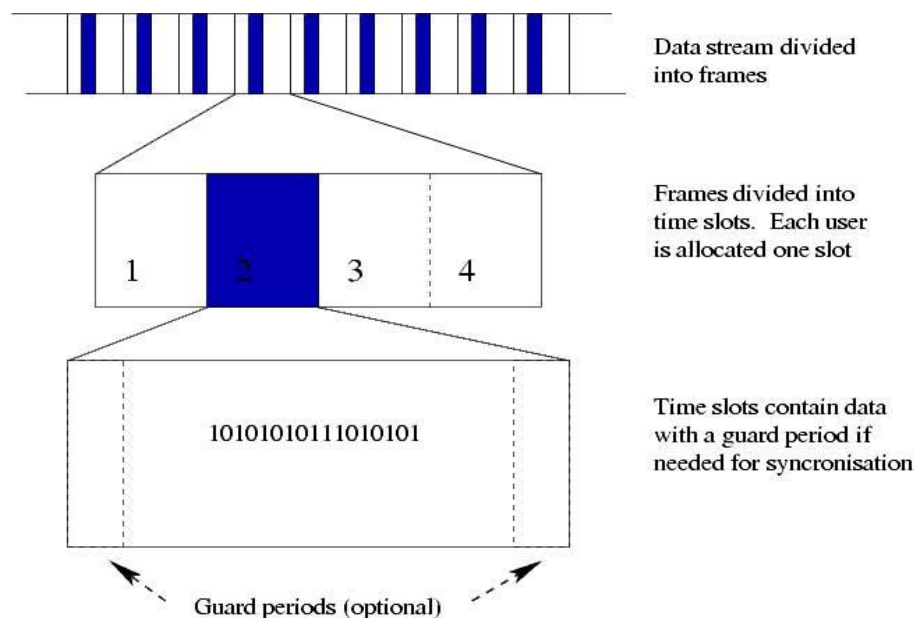 Data stream divided
into frames
Frames divided into
time slots. Each user
is allocated one slot
1 2 3 4
10101010111010101
Time slots contain data
with a guard period if
needed for syncronisation
Guard periods (optional)